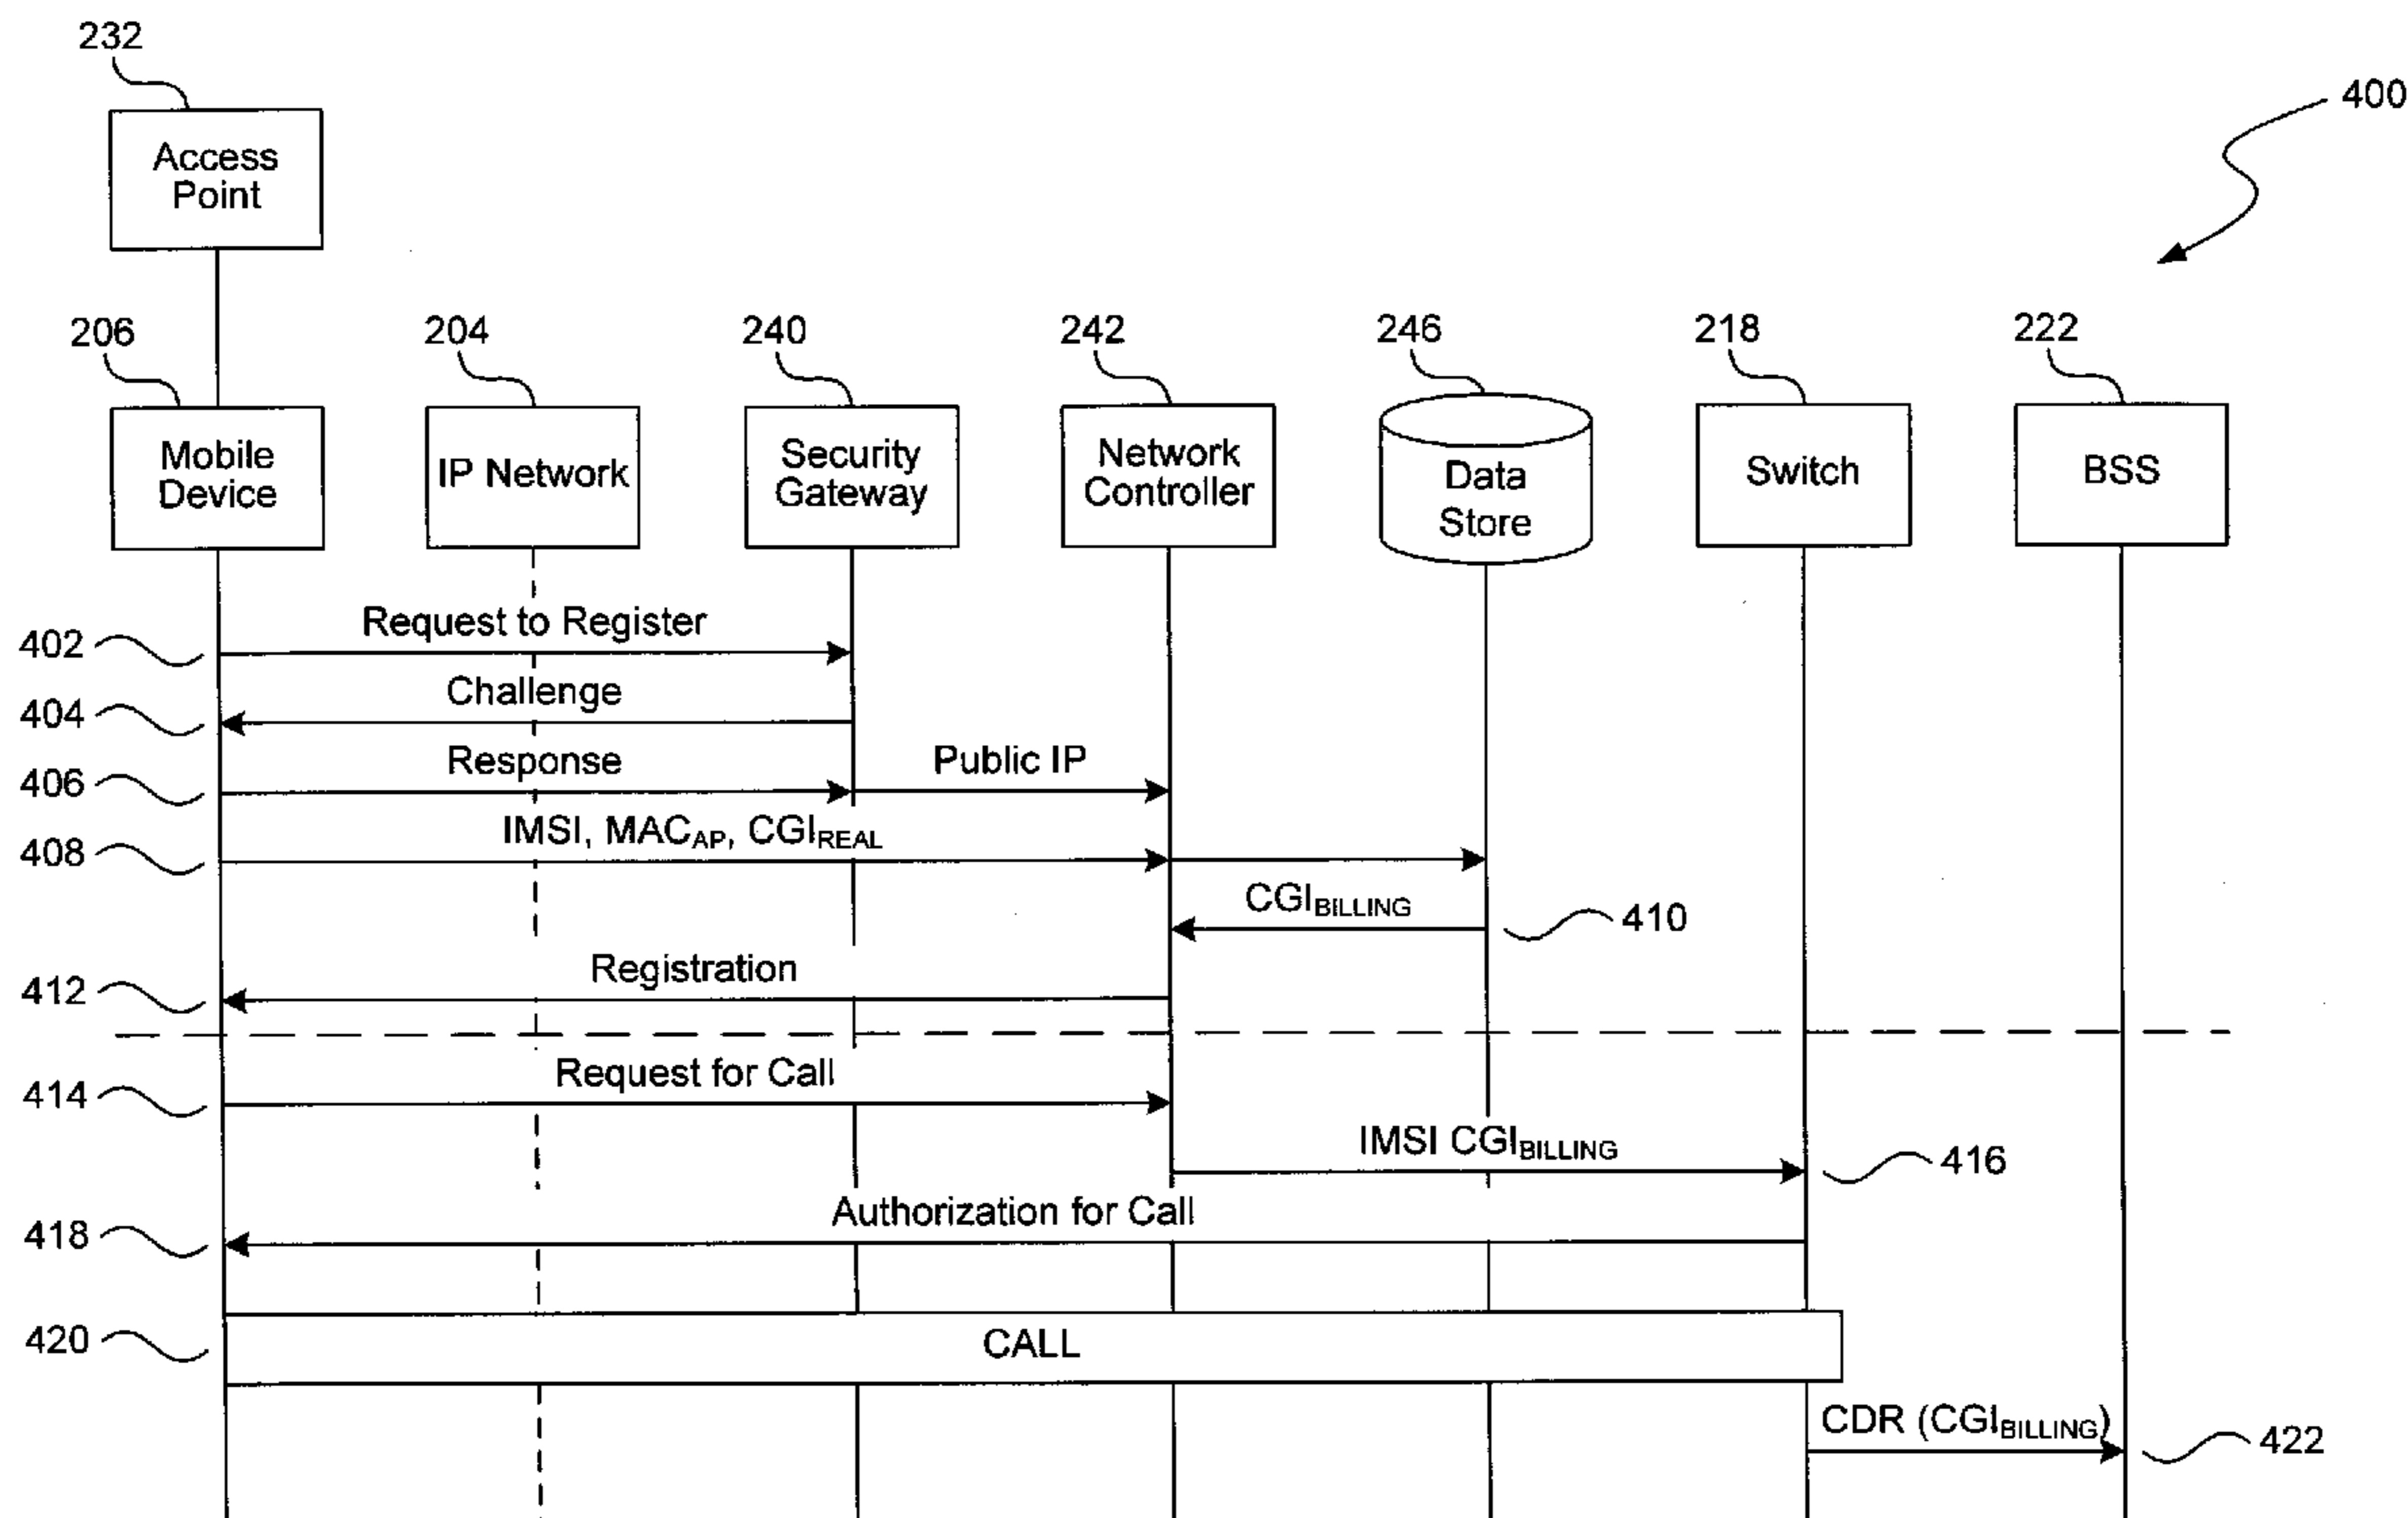 232
400
Access
Point
206
204
240
242
246
218
222
Mobile
Device
IP Network
Security
Gateway
Network
Controller
Data
Store
Switch
BSS
402
Request to Register
404
Challenge
406
Response
Public IP
408
IMSI, MACAP, CGIREAL
CGIBILLING
410
412
Registration
414
Request for Call
IMSI CGIBILLING
416
418
Authorization for Call
420
CALL
CDR (CGIBILLING)
422